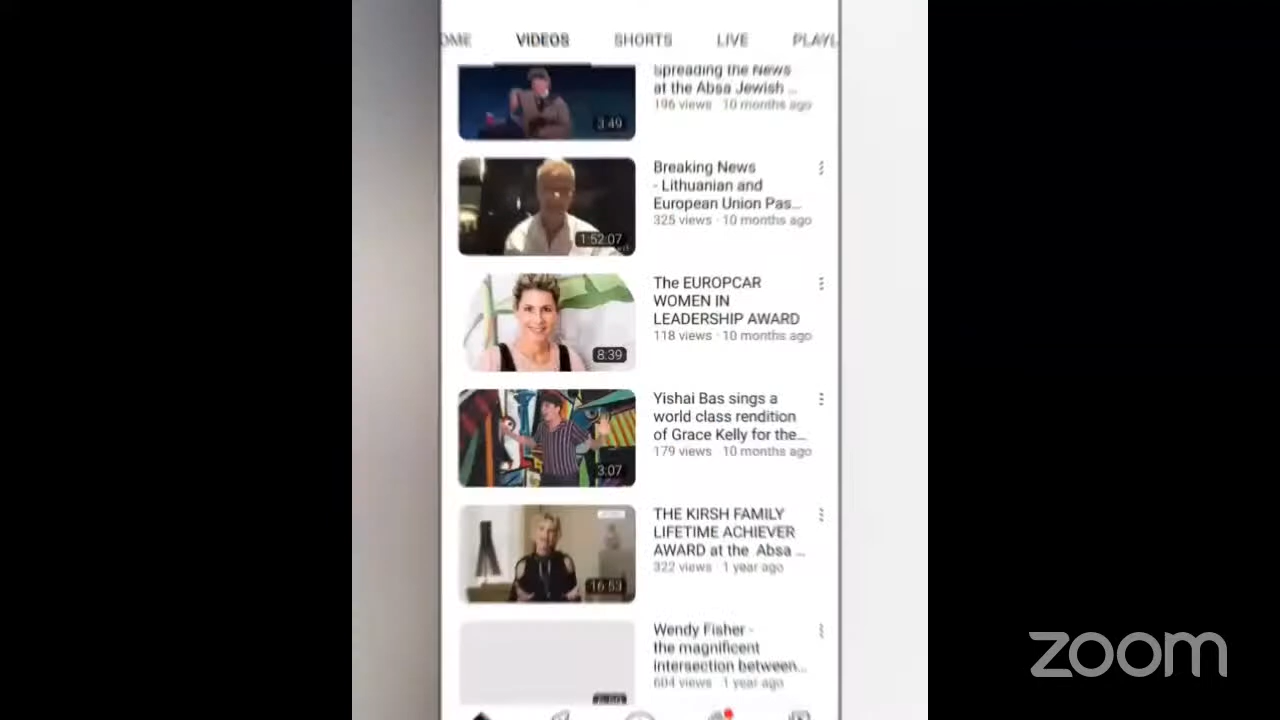 OME VIDEOS SHORTS LIVE PLAYL
Spreading the News
at the Absa Jewish ...
196 views · 10 months ago
3:49
Breaking News
- Lithuanian and
European Union Pas...
325 views · 10 months ago
1:52:07
The EUROPCAR
WOMEN IN
LEADERSHIP AWARD
118 views · 10 months ago
8:39
Yishai Bas sings a
world class rendition
of Grace Kelly for the...
179 views · 10 months ago
3:07
THE KIRSH FAMILY
LIFETIME ACHIEVER
AWARD at the Absa ...
322 views · 1 year ago
16:53
Wendy Fisher -
the magnificent
intersection between...
604 views · 1 year ago
zoom